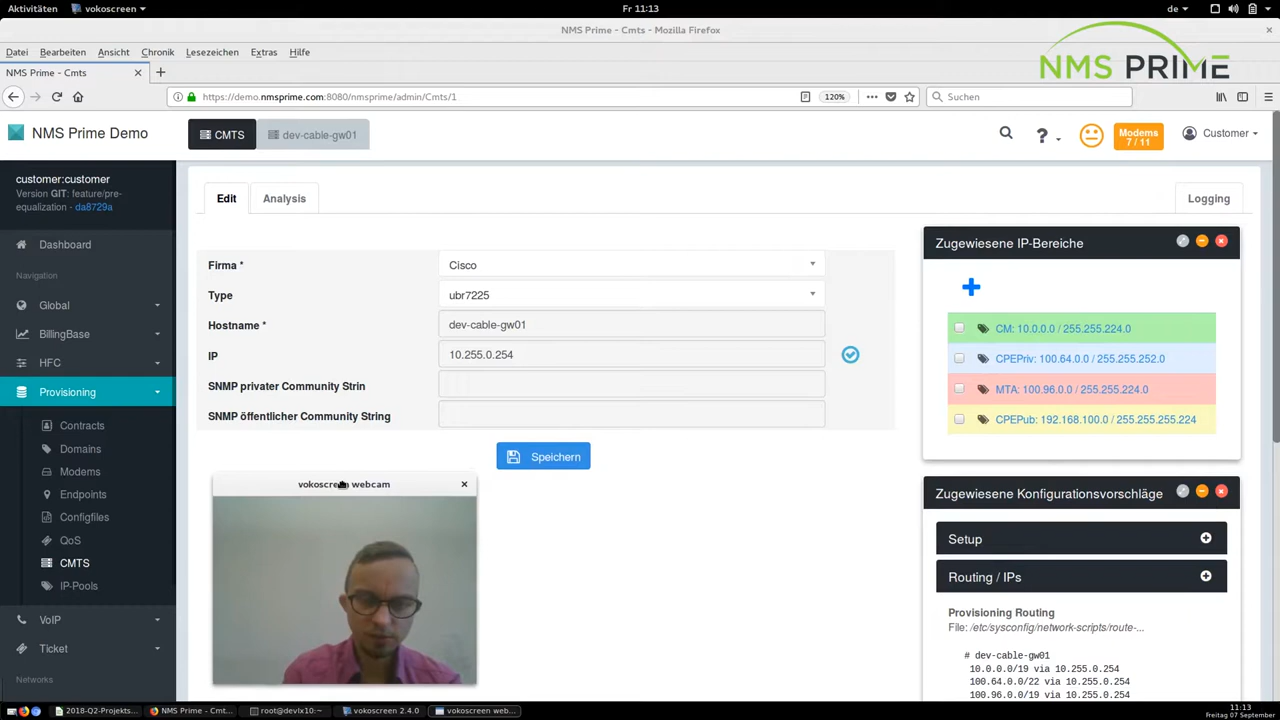 Aktivitäten
vokoscreen
Fr 11:13
de
NMS Prime - Cmts - Mozilla Firefox
Datei Bearbeiten Ansicht Chronik Lesezeichen Extras Hilfe
NMS PRIME
NMS Prime - Cmts
https://demo.nmsprime.com:8080/nmsprime/admin/Cmts/1
120%
Suchen
NMS Prime Demo
CMTS
dev-cable-gw01
Modems
7 / 11
Customer
customer:customer
Version GIT: feature/pre-
equalization - da8729a
Dashboard
Navigation
Global
BillingBase
HFC
Provisioning
Contracts
Domains
Modems
Endpoints
Configfiles
QoS
CMTS
IP-Pools
VoIP
Ticket
Networks
Edit
Analysis
Logging
Firma * Cisco
Type ubr7225
Hostname * dev-cable-gw01
IP 10.255.0.254
SNMP privater Community Strin
SNMP öffentlicher Community String
Speichern
vokoscreen webcam
Zugewiesene IP-Bereiche
CM: 10.0.0.0 / 255.255.224.0
CPEPriv: 100.64.0.0 / 255.255.252.0
MTA: 100.96.0.0 / 255.255.224.0
CPEPub: 192.168.100.0 / 255.255.255.224
Zugewiesene Konfigurationsvorschläge
Setup
Routing / IPs
Provisioning Routing
File: /etc/sysconfig/network-scripts/route-...
# dev-cable-gw01
10.0.0.0/19 via 10.255.0.254
100.64.0.0/22 via 10.255.0.254
100.96.0.0/19 via 10.255.0.254
2018-Q2-Projekts...
NMS Prime - Cmt...
root@devlx10:~
vokoscreen 2.4.0
vokoscreen web...
11:13
Freitag 07 September